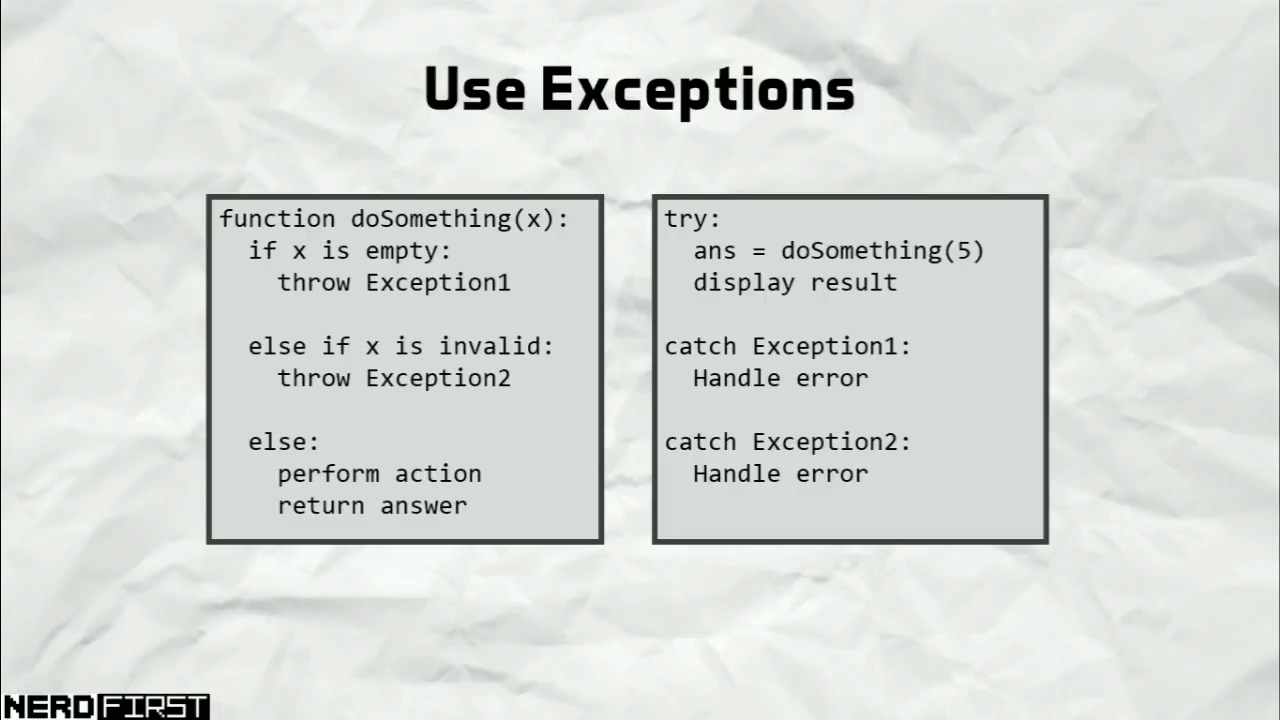 Use Exceptions
function doSomething(x):
  if x is empty:
    throw Exception1
  else if x is invalid:
    throw Exception2
  else:
    perform action
    return answer
try:
  ans = doSomething(5)
  display result
catch Exception1:
  Handle error
catch Exception2:
  Handle error
NERDFIRST